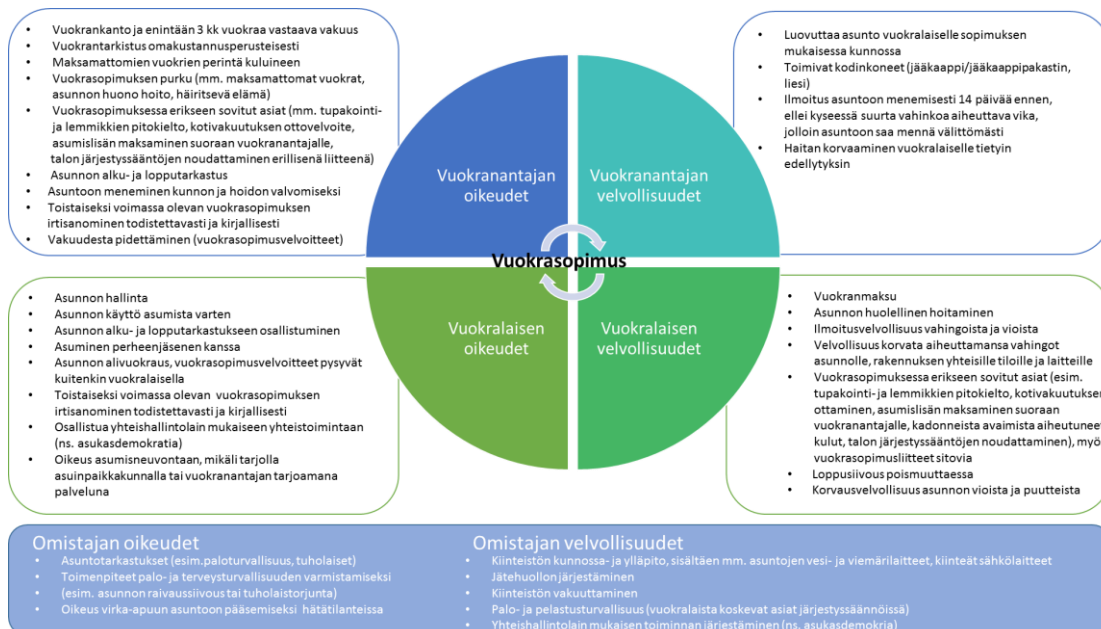 • Vuokrankanto ja enintään 3 kk vuokraa vastaava vakuus
• Vuokrantarkistus omakustannusperusteisesti
• Maksamattomien vuokrien perintä kuluineen
• Vuokrasopimuksen purku (mm. maksamattomat vuokrat,
asunnon huono hoito, häiritsevä elämä)
• Vuokrasopimuksessa erikseen sovitut asiat (mm. tupakointi-
ja lemmikkien pitokielto, kotivakuutuksen ottovelvoite,
asumislisän maksaminen suoraan vuokranantajalle,
talon järjestyssääntöjen noudattaminen erillisenä liitteenä)
• Asunnon alku- ja lopputarkastus
• Asuntoon meneminen kunnon ja hoidon valvomiseksi
• Toistaiseksi voimassa olevan vuokrasopimuksen
irtisanominen todistettavasti ja kirjallisesti
• Vakuudesta pidettäminen (vuokrasopimusvelvoitteet)
• Luovuttaa asunto vuokralaiselle sopimuksen
mukaisessa kunnossa
• Toimivat kodinkoneet (jääkaappi/jääkaappipakastin,
liesi)
• Ilmoitus asuntoon menemisesti 14 päivää ennen,
ellei kyseessä suurta vahinkoa aiheuttava vika,
jolloin asuntoon saa mennä välittömästi
• Haitan korvaaminen vuokralaiselle tietyin
edellytyksin
Vuokranantajan
oikeudet
Vuokranantajan
velvollisuudet
Vuokrasopimus
Vuokralaisen
oikeudet
Vuokralaisen
velvollisuudet
• Asunnon hallinta
• Asunnon käyttö asumista varten
• Asunnon alku- ja lopputarkastukseen osallistuminen
• Asuminen perheenjäsenen kanssa
• Asunnon alivuokraus, vuokrasopimusvelvoitteet pysyvät
kuitenkin vuokralaisella
• Toistaiseksi voimassa olevan vuokrasopimuksen
irtisanominen todistettavasti ja kirjallisesti
• Osallistua yhteishallintolain mukaiseen yhteistoimintaan
(ns. asukasdemokratia)
• Oikeus asumisneuvontaan, mikäli tarjolla
asuinpaikkakunnalla tai vuokranantajan tarjoamana
palveluna
• Vuokranmaksu
• Asunnon huolellinen hoitaminen
• Ilmoitusvelvollisuus vahingoista ja vioista
• Velvollisuus korvata aiheuttamansa vahingot
asunnolle, rakennuksen yhteisille tiloille ja laitteille
• Vuokrasopimuksessa erikseen sovitut asiat (esim.
tupakointi- ja lemmikkien pitokielto, kotivakuutuksen
ottaminen, asumislisän maksaminen suoraan
vuokranantajalle, kadonneista avaimista aiheutuneet
kulut, talon järjestyssääntöjen noudattaminen), myö
vuokrasopimusliitteet sitovia
• Loppusiivous poismuuttaessa
• Korvausvelvollisuus asunnon vioista ja puutteista
Omistajan oikeudet
• Asuntotarkastukset (esim.paloturvallisuus, tuholaiset)
• Toimenpiteet palo- ja terveysturvallisuuden varmistamiseksi
• (esim. asunnon raivaussiivous tai tuholaistorjunta)
• Oikeus virka-apuun asuntoon pääsemiseksi hätätilanteissa
Omistajan velvollisuudet
• Kiinteistön kunnossa- ja ylläpito, sisältäen mm. asuntojen vesi- ja viemärilaitteet, kiinteät sähkölaitteet
• Jätehuollon järjestäminen
• Kiinteistön vakuuttaminen
• Palo- ja pelastusturvallisuus (vuokralaista koskevat asiat järjestyssäännöissä)
• Yhteishallintolain mukaisen toiminnan järjestäminen (ns. asukasdemokria)